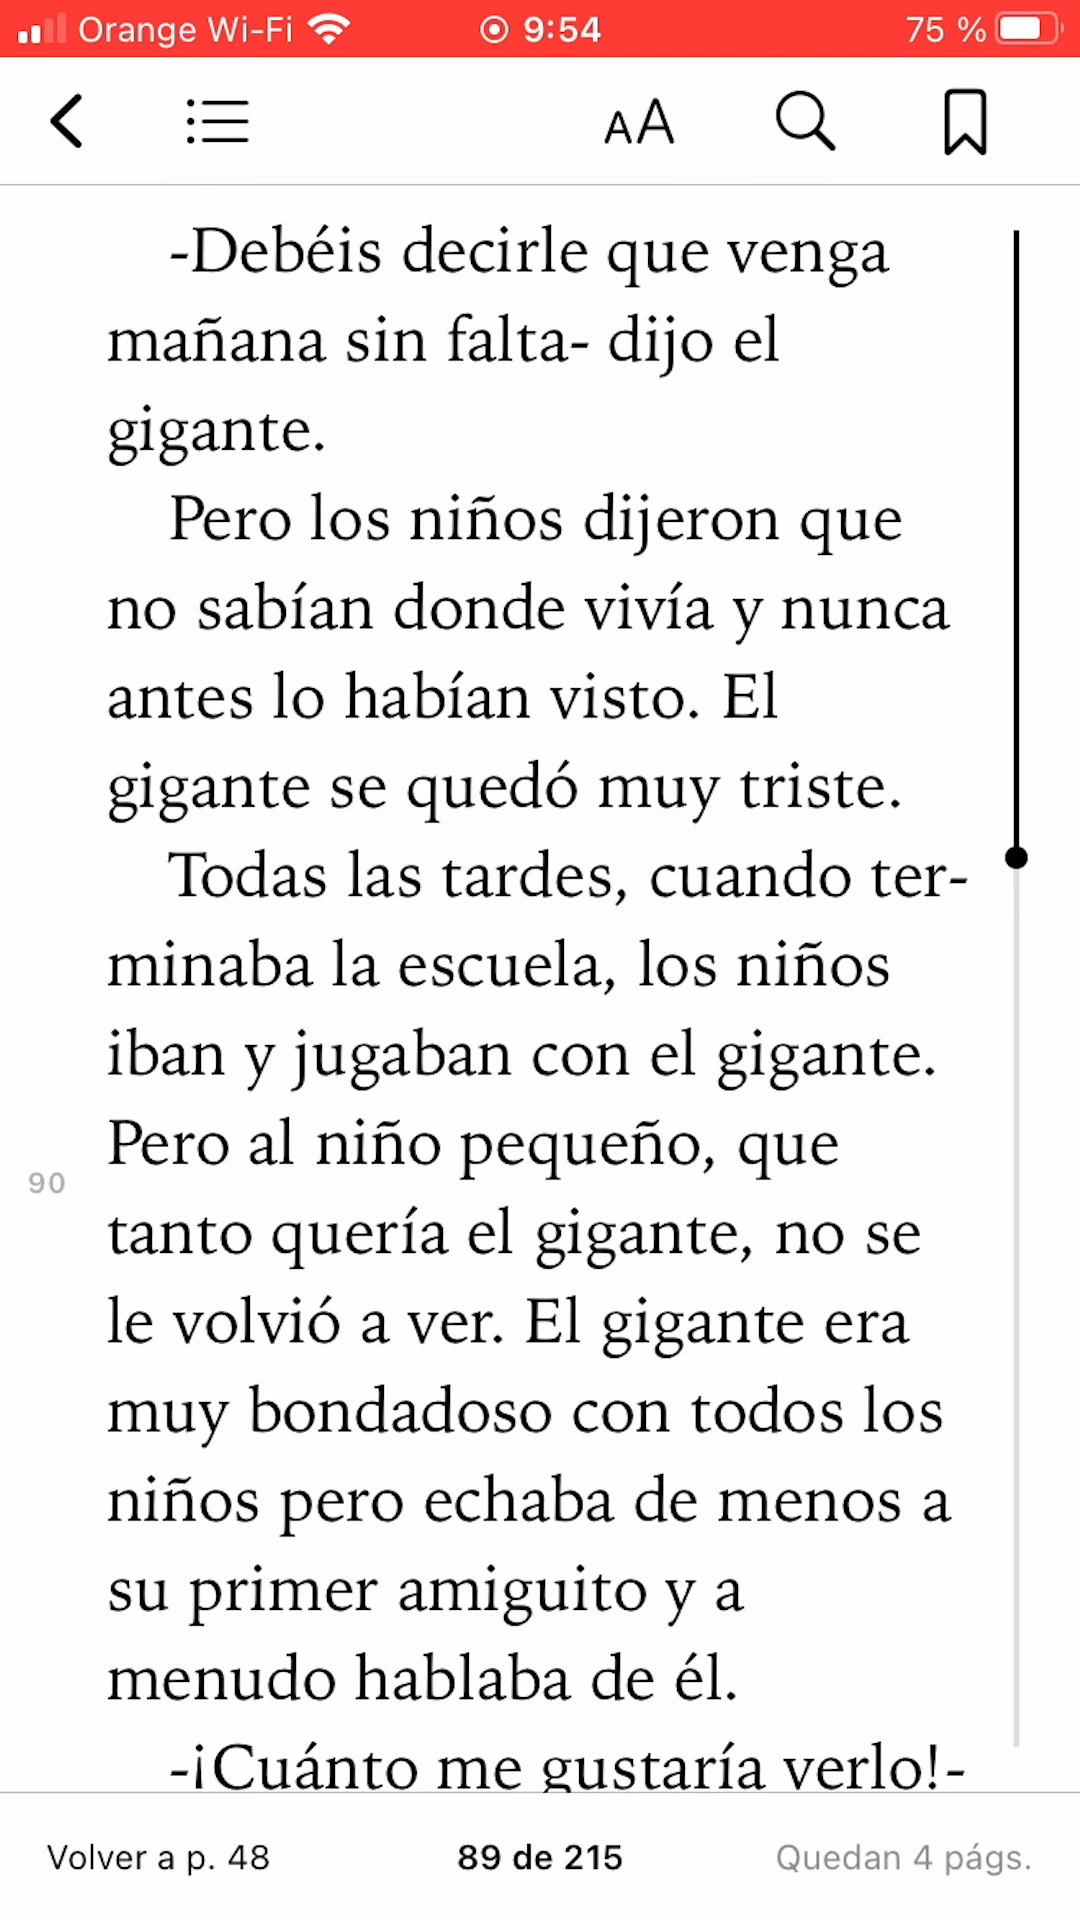 Orange Wi-Fi 9:54 75 %
AA
-Debéis decirle que venga
mañana sin falta- dijo el
gigante.
Pero los niños dijeron que
no sabían donde vivía y nunca
antes lo habían visto. El
gigante se quedó muy triste.
Todas las tardes, cuando ter-
minaba la escuela, los niños
iban y jugaban con el gigante.
Pero al niño pequeño, que
90
tanto quería el gigante, no se
le volvió a ver. El gigante era
muy bondadoso con todos los
niños pero echaba de menos a
su primer amiguito y a
menudo hablaba de él.
-¡Cuánto me gustaría verlo!-
Volver a p. 48 89 de 215 Quedan 4 págs.